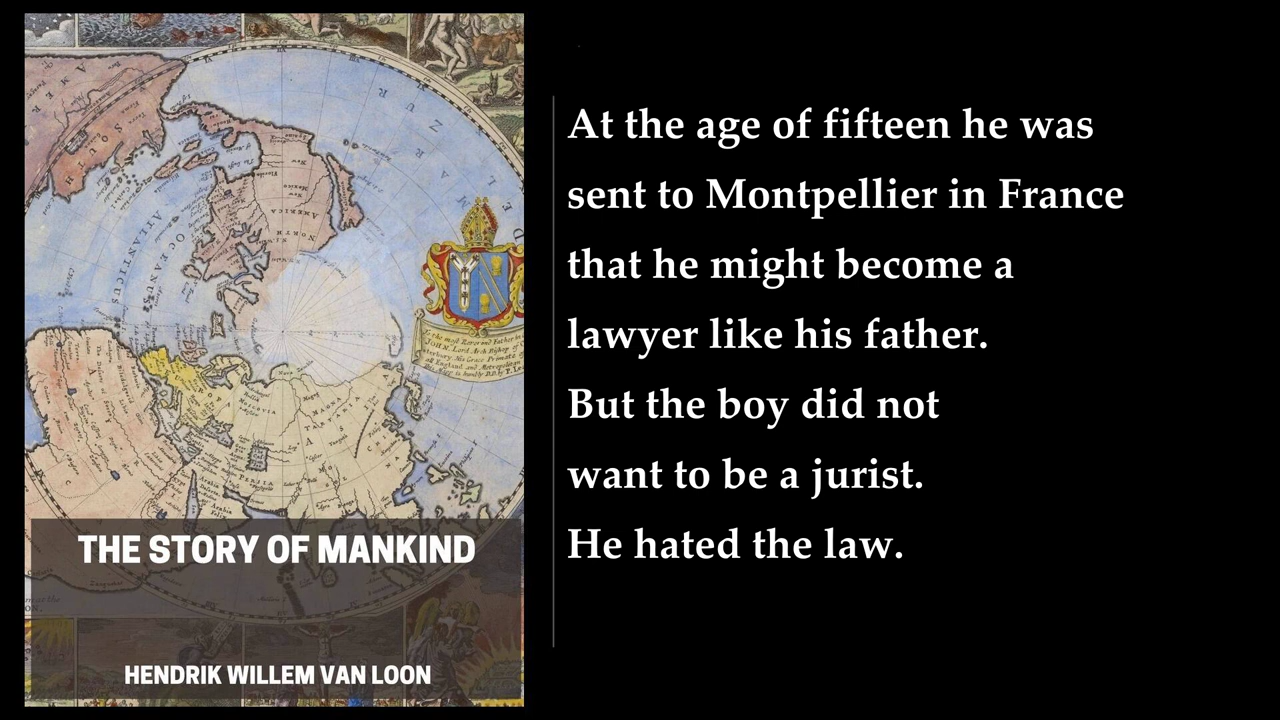 THE STORY OF MANKIND
HENDRIK WILLEM VAN LOON
At the age of fifteen he was
sent to Montpellier in France
that he might become a
lawyer like his father.
But the boy did not
want to be a jurist.
He hated the law.